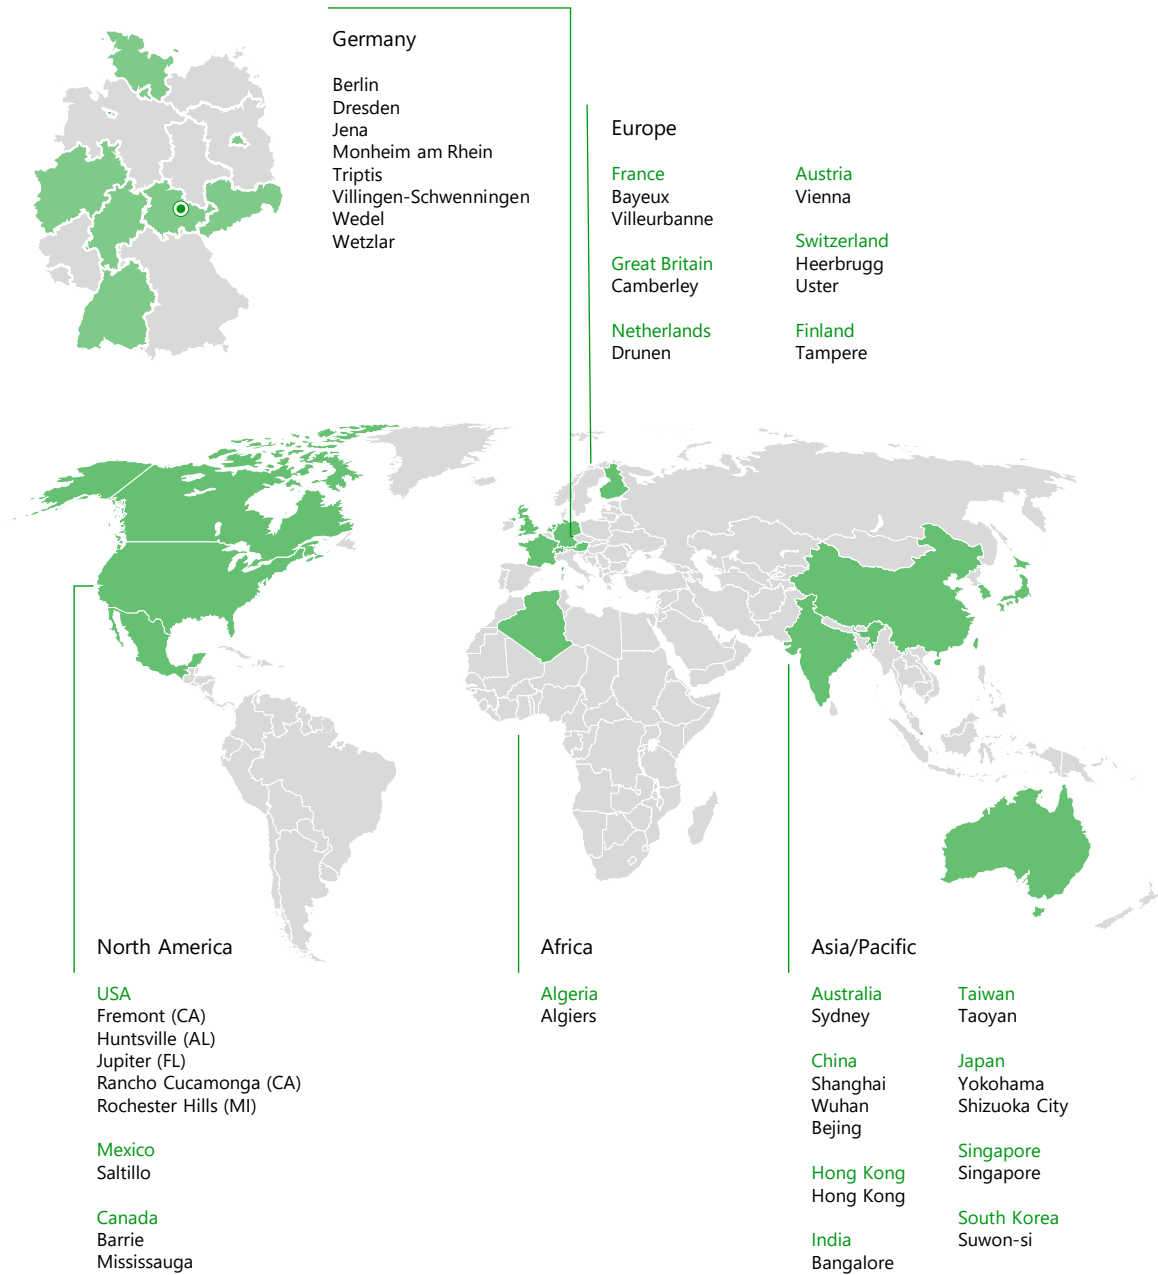 Germany
Berlin
Dresden
Jena
Monheim am Rhein
Triptis
Villingen-Schwenningen
Wedel
Wetzlar
Europe
France
Bayeux
Villeurbanne
Great Britain
Camberley
Netherlands
Drunen
Austria
Vienna
Switzerland
Heerbrugg
Uster
Finland
Tampere
North America
USA
Fremont (CA)
Huntsville (AL)
Jupiter (FL)
Rancho Cucamonga (CA)
Rochester Hills (MI)
Mexico
Saltillo
Canada
Barrie
Mississauga
Africa
Algeria
Algiers
Asia/Pacific
Australia
Sydney
China
Shanghai
Wuhan
Bejing
Hong Kong
Hong Kong
India
Bangalore
Taiwan
Taoyan
Japan
Yokohama
Shizuoka City
Singapore
Singapore
South Korea
Suwon-si